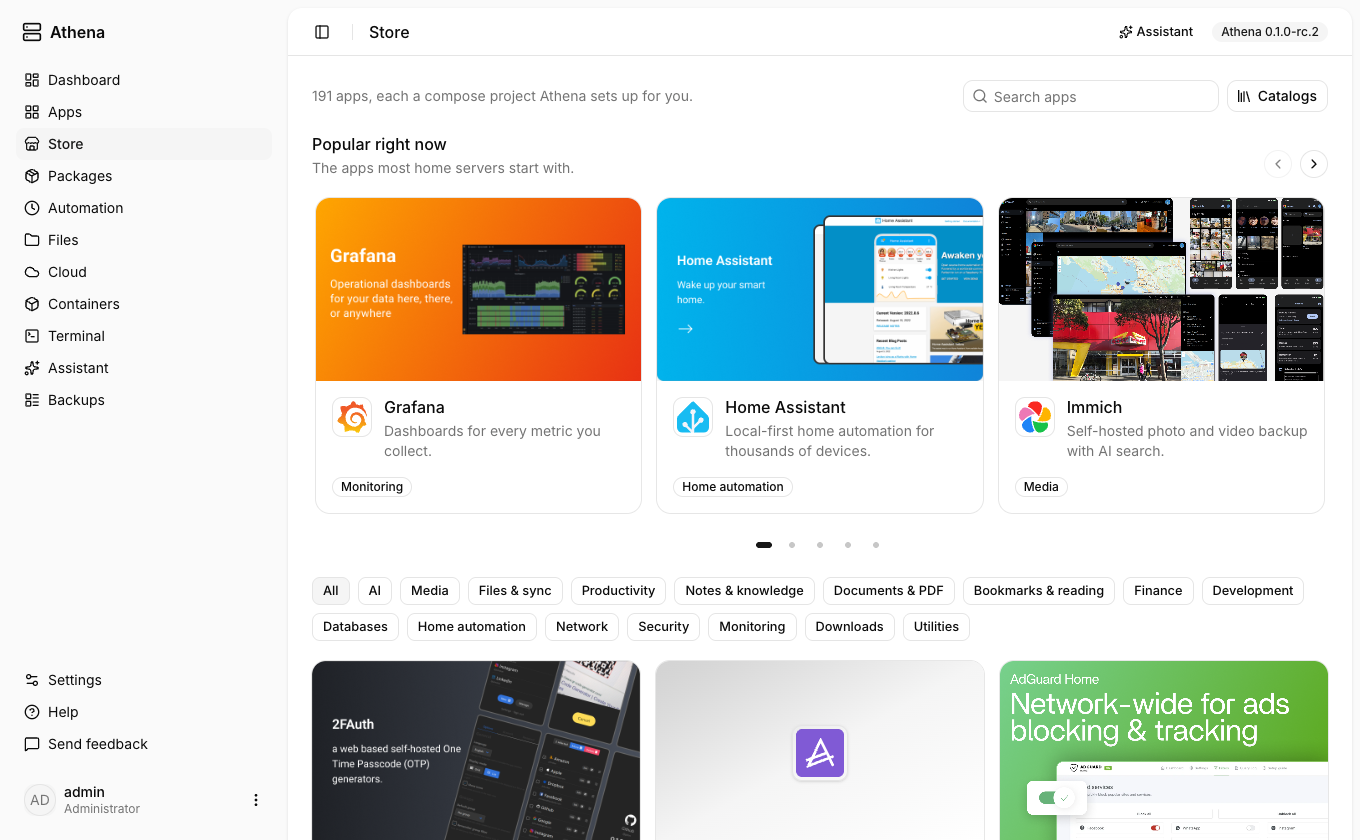 Athena
Dashboard
Apps
Store
Packages
Automation
Files
Cloud
Containers
Terminal
Assistant
Backups
Settings
Help
Send feedback
AD
admin
Administrator
Store
Assistant
Athena 0.1.0-rc.2
191 apps, each a compose project Athena sets up for you.
Search apps
Catalogs
Popular right now
The apps most home servers start with.
Grafana
Operational dashboards
for your data here, there,
or anywhere
Grafana
Dashboards for every metric you
collect.
Monitoring
Home Assistant
Wake up your smart
home.
Home Assistant
Awaken yo
Home Assistant
Local-first home automation for
thousands of devices.
Home automation
Immich
Self-hosted photo and video backup
with AI search.
Media
All
AI
Media
Files & sync
Productivity
Notes & knowledge
Documents & PDF
Bookmarks & reading
Finance
Development
Databases
Home automation
Network
Security
Monitoring
Downloads
Utilities
2FAuth
a web based self-hosted One
Time Passcode (OTP)
generators.
AdGuard Home
Network-wide for ads
blocking & tracking